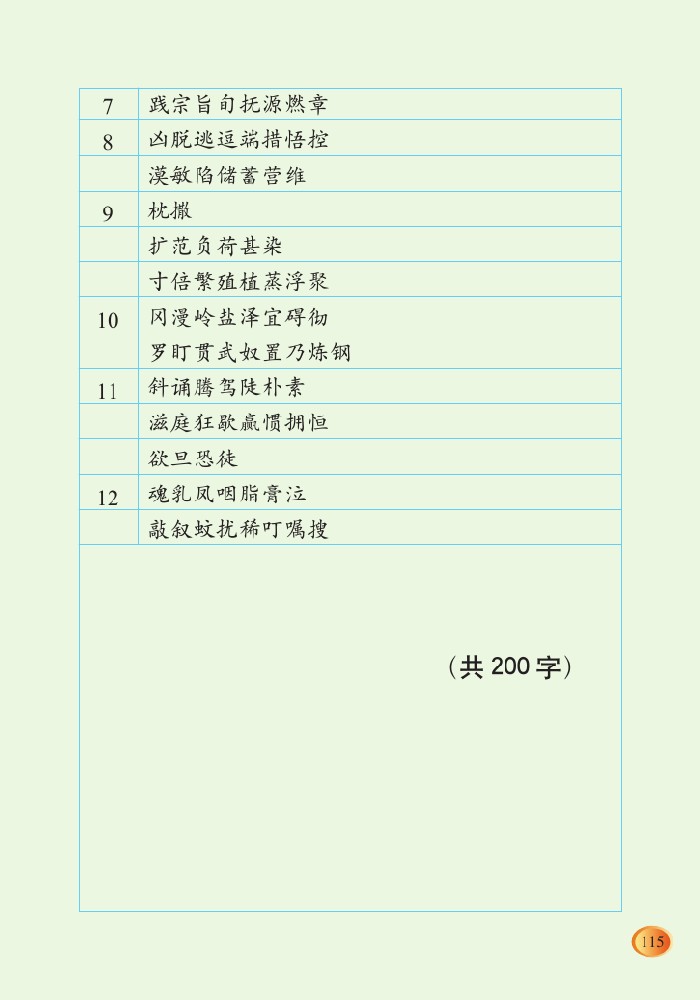 7 践宗旨旬抚源燃章
8 凶脱逃逗端措悟控
漠敏陷储蓄营维
9 枕撒
扩范负荷甚染
寸倍繁殖植蒸浮聚
10 冈漫岭盐泽宜碍彻
罗盯贯武奴置乃炼钢
11 斜诵腾驾陡朴素
滋庭狂歇赢惯拥恒
欲旦恐徒
12 魂乳凤咽脂膏泣
敲叙蚊扰稀叮嘱搜
（共 200 字）
115